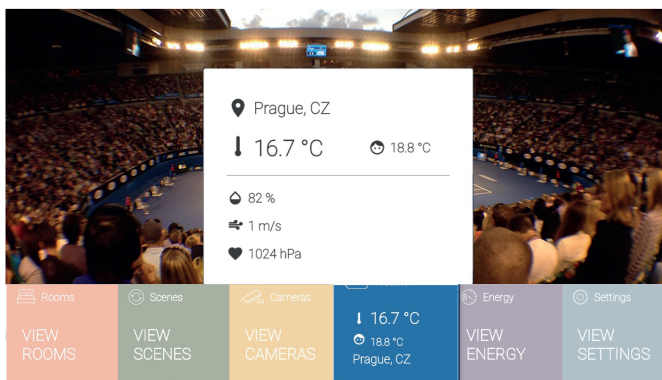 Prague, CZ
16.7 °C
18.8 °C
82 %
1 m/s
1024 hPa
Rooms
VIEW
ROOMS
Scenes
VIEW
SCENES
Cameras
VIEW
CAMERAS
16.7 °C
18.8 °C
Prague, CZ
Energy
VIEW
ENERGY
Settings
VIEW
SETTINGS